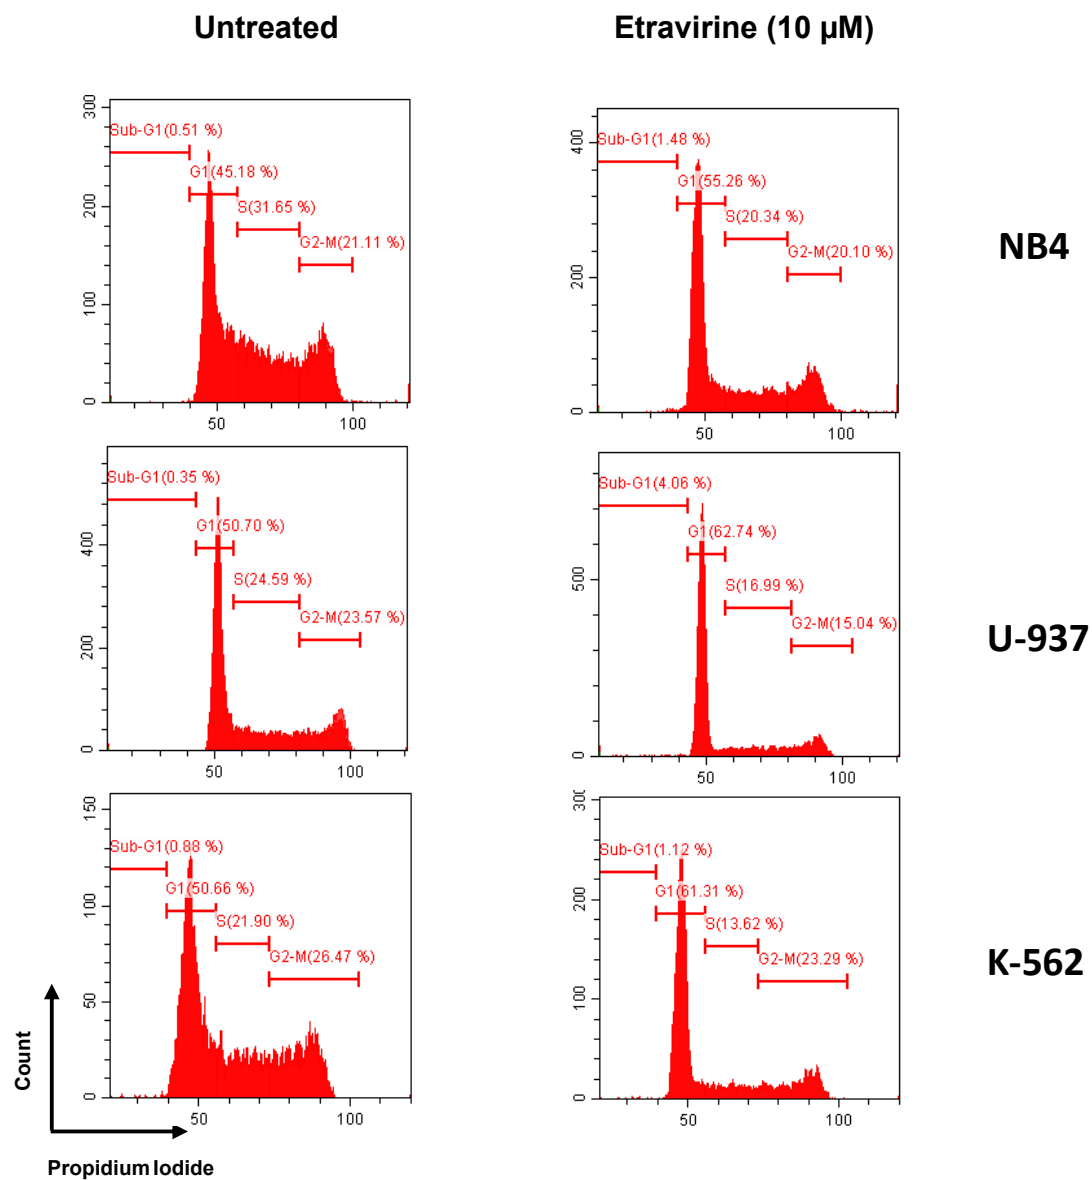 Untreated
Etravirine (10 µM)
300
200
100
0
Sub-G1(0.51 %)
G1(45.18 %)
S(31.65 %)
G2-M(21.11 %)
50
100
400
200
0
Sub-G1(1.48 %)
G1(55.26 %)
S(20.34 %)
G2-M(20.10 %)
50
100
NB4
400
200
0
Sub-G1(0.35 %)
G1(50.70 %)
S(24.59 %)
G2-M(23.57 %)
50
100
500
0
Sub-G1(4.06 %)
G1(62.74 %)
S(16.99 %)
G2-M(15.04 %)
50
100
U-937
150
100
50
0
Sub-G1(0.88 %)
G1(50.66 %)
S(21.90 %)
G2-M(26.47 %)
50
100
300
200
100
0
Sub-G1(1.12 %)
G1(61.31 %)
S(13.62 %)
G2-M(23.29 %)
50
100
K-562
Count
Propidium Iodide